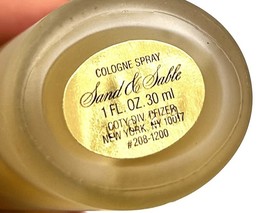 COLOGNE SPRAY
Sand & Sable
1 FL. OZ. 30 ml
COTY DIV. PFIZER
NEW YORK, NY 10017
#208-1200